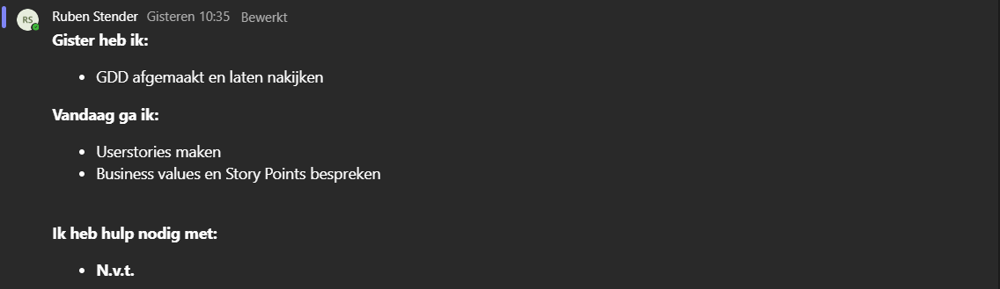 RS
Ruben Stender Gisteren 10:35 Bewerkt
Gister heb ik:
• GDD afgemaakt en laten nakijken
Vandaag ga ik:
• Userstories maken
• Business values en Story Points bespreken
Ik heb hulp nodig met:
• N.v.t.